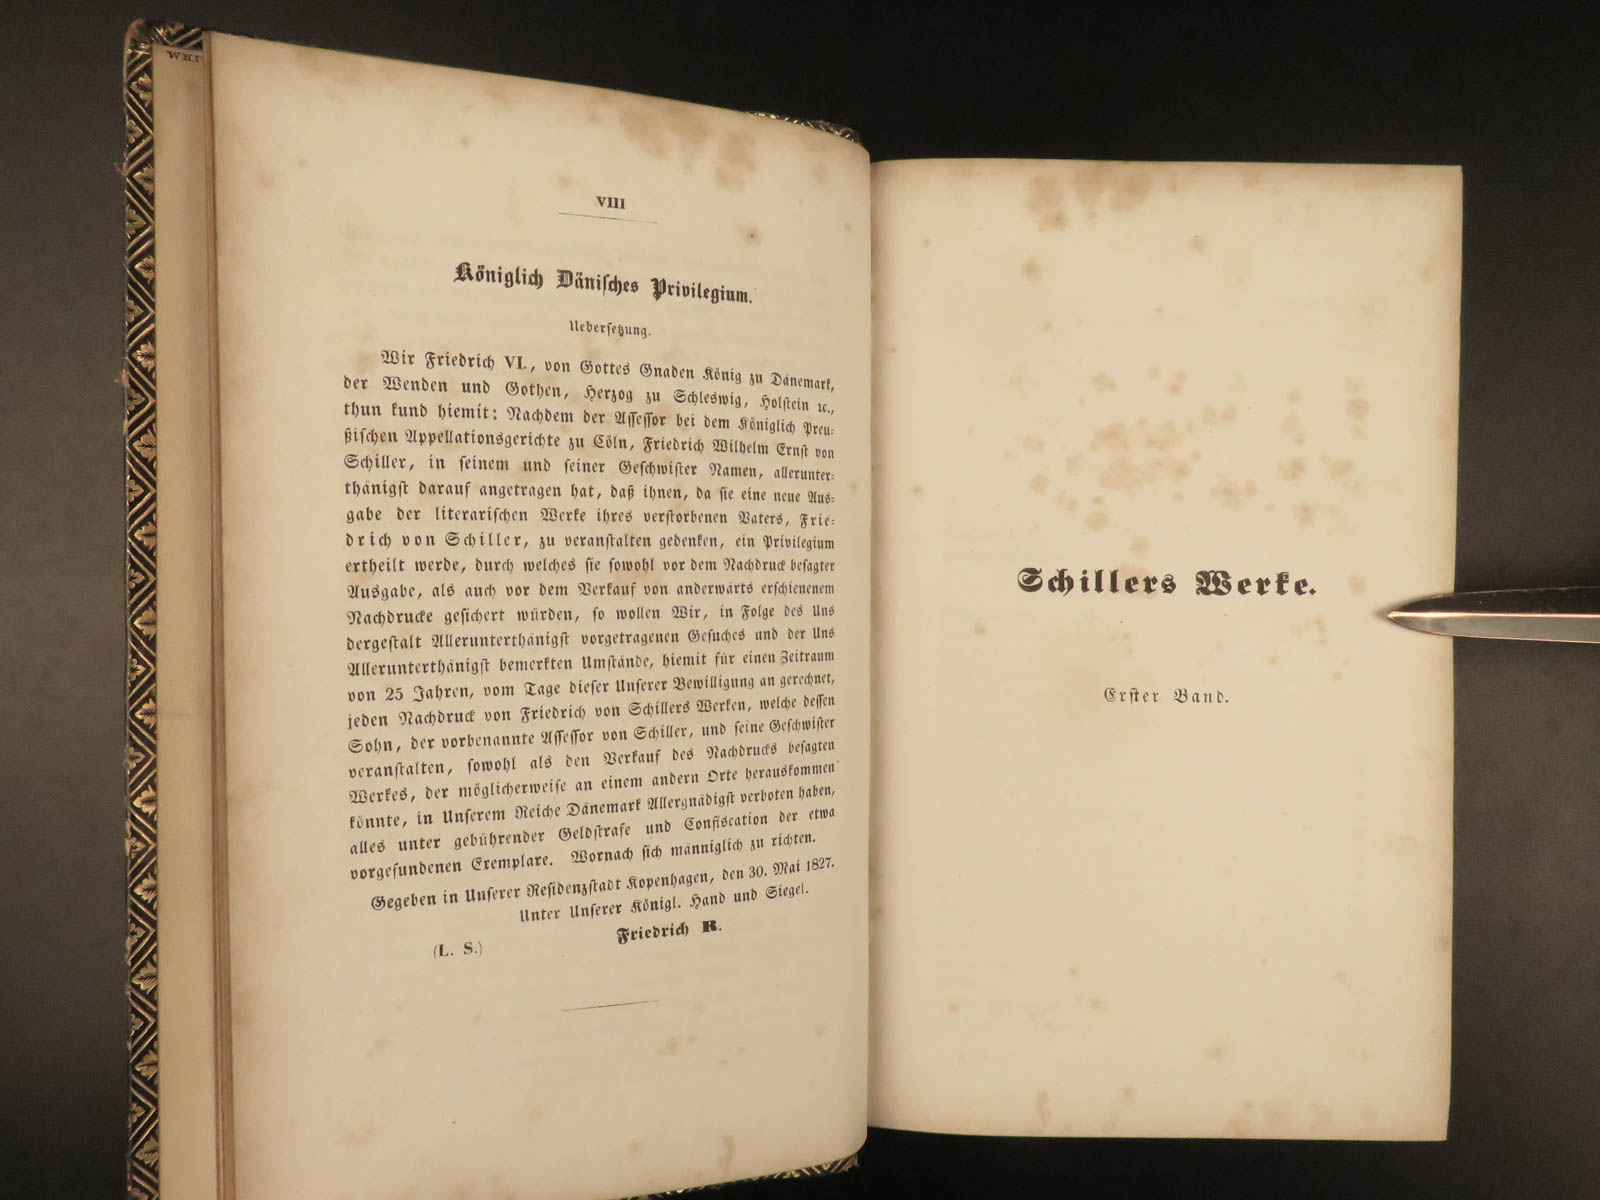 WHI
VIII
Königlich Dänisches Privilegium.
Uebersetzung.
Wir Friedrich VI., von Gottes Gnaden König zu Dänemark,
der Wenden und Gothen, Herzog zu Schleswig, Holstein ꝛc.,
thun kund hiemit: Nachdem der Assessor bei dem Königlich Preu-
ßischen Appellationsgerichte zu Cöln, Friedrich Wilhelm Ernst von
Schiller, in seinem und seiner Geschwister Namen, allerunter-
thänigst darauf angetragen hat, daß ihnen, da sie eine neue Aus-
gabe der literarischen Werke ihres verstorbenen Vaters, Frie-
drich von Schiller, zu veranstalten gedenken, ein Privilegium
ertheilt werde, durch welches sie sowohl vor dem Nachdruck besagter
Ausgabe, als auch vor dem Verkauf von anderwärts erschienenem
Nachdrucke gesichert würden, so wollen Wir, in Folge des Uns
dergestalt Allerunterthänigst vorgetragenen Gesuches und der Uns
Allerunterthänigst bemerkten Umstände, hiemit für einen Zeitraum
von 25 Jahren, vom Tage dieser Unserer Bewilligung an gerechnet,
jeden Nachdruck von Friedrich von Schillers Werken, welche dessen
Sohn, der vorbenannte Assessor von Schiller, und seine Geschwister
veranstalten, sowohl als den Verkauf des Nachdrucks besagten
Werkes, der möglicherweise an einem andern Orte herauskommen
könnte, in Unserem Reiche Dänemark Allergnädigst verboten haben,
alles unter gebührender Geldstrafe und Confiscation der etwa
vorgefundenen Exemplare. Wornach sich männiglich zu richten.
Gegeben in Unserer Residenzstadt Kopenhagen, den 30. Mai 1827.
Unter Unserer Königl. Hand und Siegel.
(L. S.) Friedrich R.
Schillers Werke.
Erster Band.